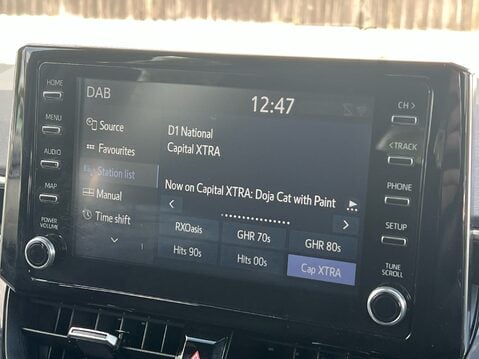 HOME
MENU
AUDIO
MAP
POWER
VOLUME
DAB
12:47
Source
Favourites
Station list
Manual
Time shift
D1 National
Capital XTRA
Now on Capital XTRA: Doja Cat with Paint
RXOasis
GHR 70s
GHR 80s
Hits 90s
Hits 00s
Cap XTRA
CH >
< TRACK
PHONE
SETUP
TUNE
SCROLL